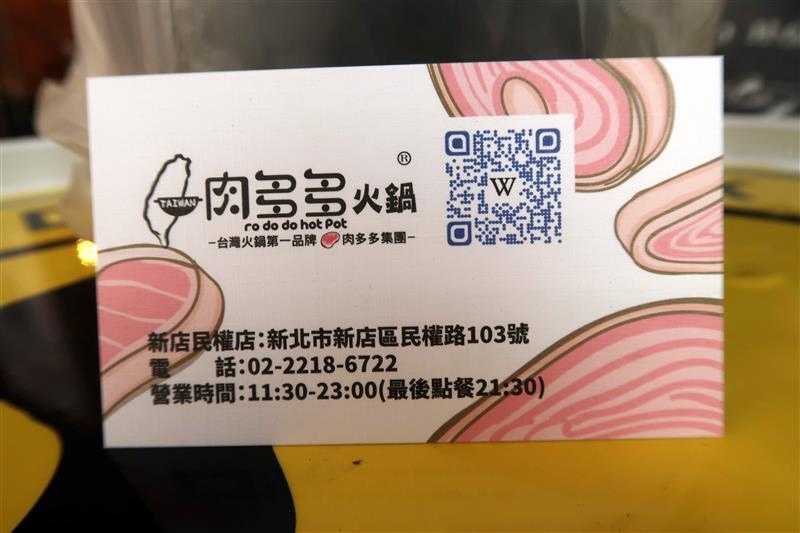 TAIWAN
肉多多火鍋®
ro do do hot pot
–台灣火鍋第一品牌 肉多多集團–
W
新店民權店:新北市新店區民權路103號
電 話:02-2218-6722
營業時間:11:30-23:00(最後點餐21:30)